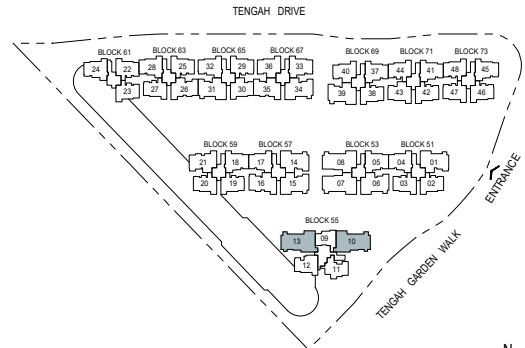 TENGAH DRIVE
BLOCK 61 BLOCK 63 BLOCK 65 BLOCK 67 BLOCK 69 BLOCK 71 BLOCK 73
24 22 28 25 32 29 36 33 40 37 44 41 48 45
23 27 26 31 30 35 34 39 38 43 42 47 46
BLOCK 59 BLOCK 57 BLOCK 53 BLOCK 51
21 18 17 14 08 05 04 01
20 19 16 15 07 06 03 02
ENTRANCE
BLOCK 55
13 09 10
12 11
TENGAH GARDEN WALK
N